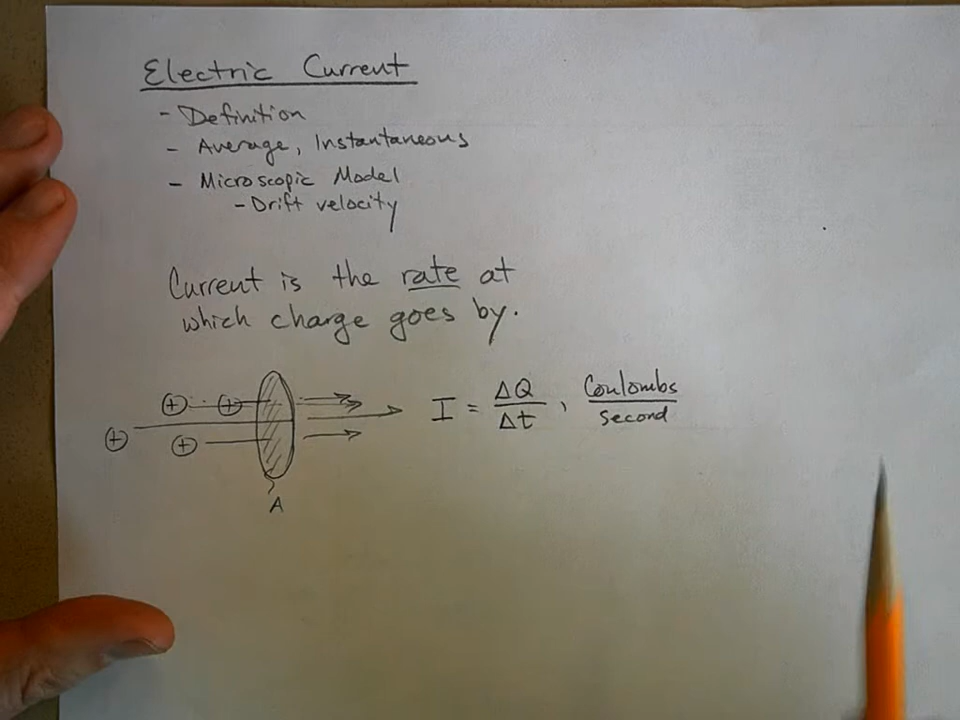 Electric Current
- Definition
- Average, Instantaneous
- Microscopic Model
- Drift velocity
Current is the rate at
which charge goes by.
+ + + +
A
I = ΔQ/Δt , Coulombs/second